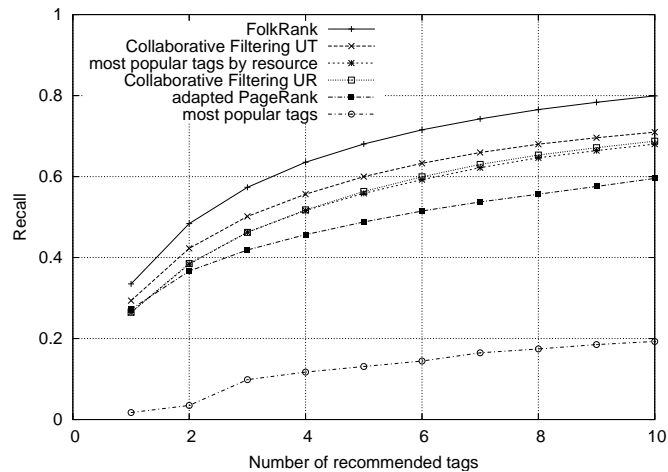 1
0.8
0.6
0.4
0.2
0
Recall
FolkRank
Collaborative Filtering UT
most popular tags by resource
Collaborative Filtering UR
adapted PageRank
most popular tags
0 2 4 6 8 10
Number of recommended tags